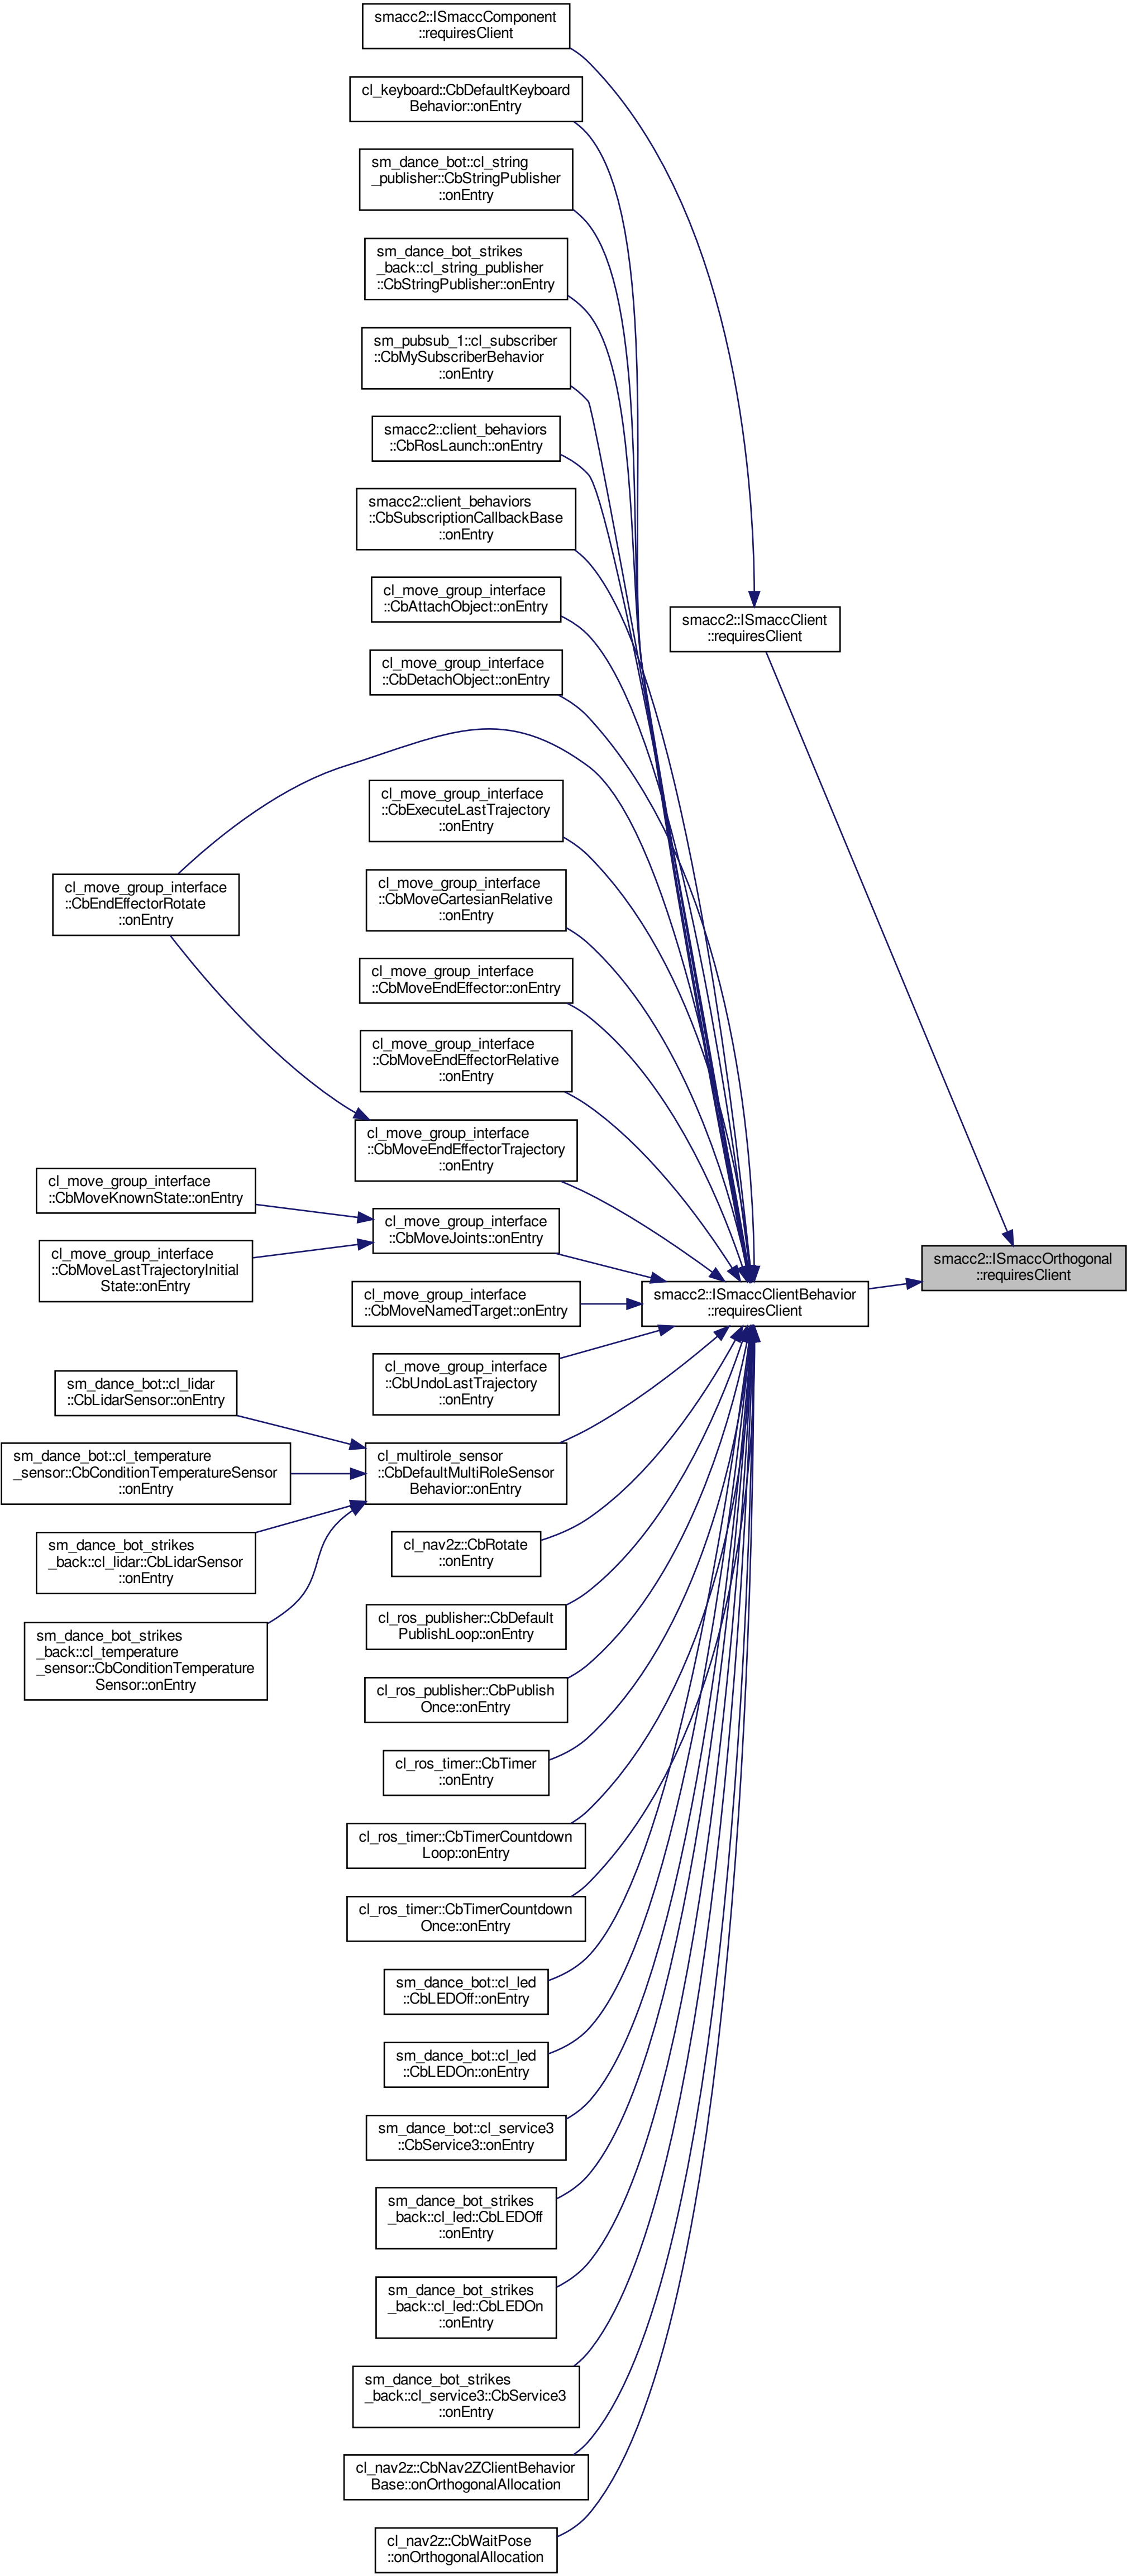 smacc2::ISmaccComponent
::requiresClient
cl_keyboard::CbDefaultKeyboard
Behavior::onEntry
sm_dance_bot::cl_string
_publisher::CbStringPublisher
::onEntry
sm_dance_bot_strikes
_back::cl_string_publisher
::CbStringPublisher::onEntry
sm_pubsub_1::cl_subscriber
::CbMySubscriberBehavior
::onEntry
smacc2::client_behaviors
::CbRosLaunch::onEntry
smacc2::client_behaviors
::CbSubscriptionCallbackBase
::onEntry
cl_move_group_interface
::CbAttachObject::onEntry
smacc2::ISmaccClient
::requiresClient
cl_move_group_interface
::CbDetachObject::onEntry
cl_move_group_interface
::CbExecuteLastTrajectory
::onEntry
cl_move_group_interface
::CbEndEffectorRotate
::onEntry
cl_move_group_interface
::CbMoveCartesianRelative
::onEntry
cl_move_group_interface
::CbMoveEndEffector::onEntry
cl_move_group_interface
::CbMoveEndEffectorRelative
::onEntry
cl_move_group_interface
::CbMoveEndEffectorTrajectory
::onEntry
cl_move_group_interface
::CbMoveKnownState::onEntry
cl_move_group_interface
::CbMoveJoints::onEntry
cl_move_group_interface
::CbMoveLastTrajectoryInitial
State::onEntry
smacc2::ISmaccOrthogonal
::requiresClient
cl_move_group_interface
::CbMoveNamedTarget::onEntry
smacc2::ISmaccClientBehavior
::requiresClient
cl_move_group_interface
::CbUndoLastTrajectory
::onEntry
sm_dance_bot::cl_lidar
::CbLidarSensor::onEntry
sm_dance_bot::cl_temperature
_sensor::CbConditionTemperatureSensor
::onEntry
cl_multirole_sensor
::CbDefaultMultiRoleSensor
Behavior::onEntry
sm_dance_bot_strikes
_back::cl_lidar::CbLidarSensor
::onEntry
cl_nav2z::CbRotate
::onEntry
sm_dance_bot_strikes
_back::cl_temperature
_sensor::CbConditionTemperature
Sensor::onEntry
cl_ros_publisher::CbDefault
PublishLoop::onEntry
cl_ros_publisher::CbPublish
Once::onEntry
cl_ros_timer::CbTimer
::onEntry
cl_ros_timer::CbTimerCountdown
Loop::onEntry
cl_ros_timer::CbTimerCountdown
Once::onEntry
sm_dance_bot::cl_led
::CbLEDOff::onEntry
sm_dance_bot::cl_led
::CbLEDOn::onEntry
sm_dance_bot::cl_service3
::CbService3::onEntry
sm_dance_bot_strikes
_back::cl_led::CbLEDOff
::onEntry
sm_dance_bot_strikes
_back::cl_led::CbLEDOn
::onEntry
sm_dance_bot_strikes
_back::cl_service3::CbService3
::onEntry
cl_nav2z::CbNav2ZClientBehavior
Base::onOrthogonalAllocation
cl_nav2z::CbWaitPose
::onOrthogonalAllocation